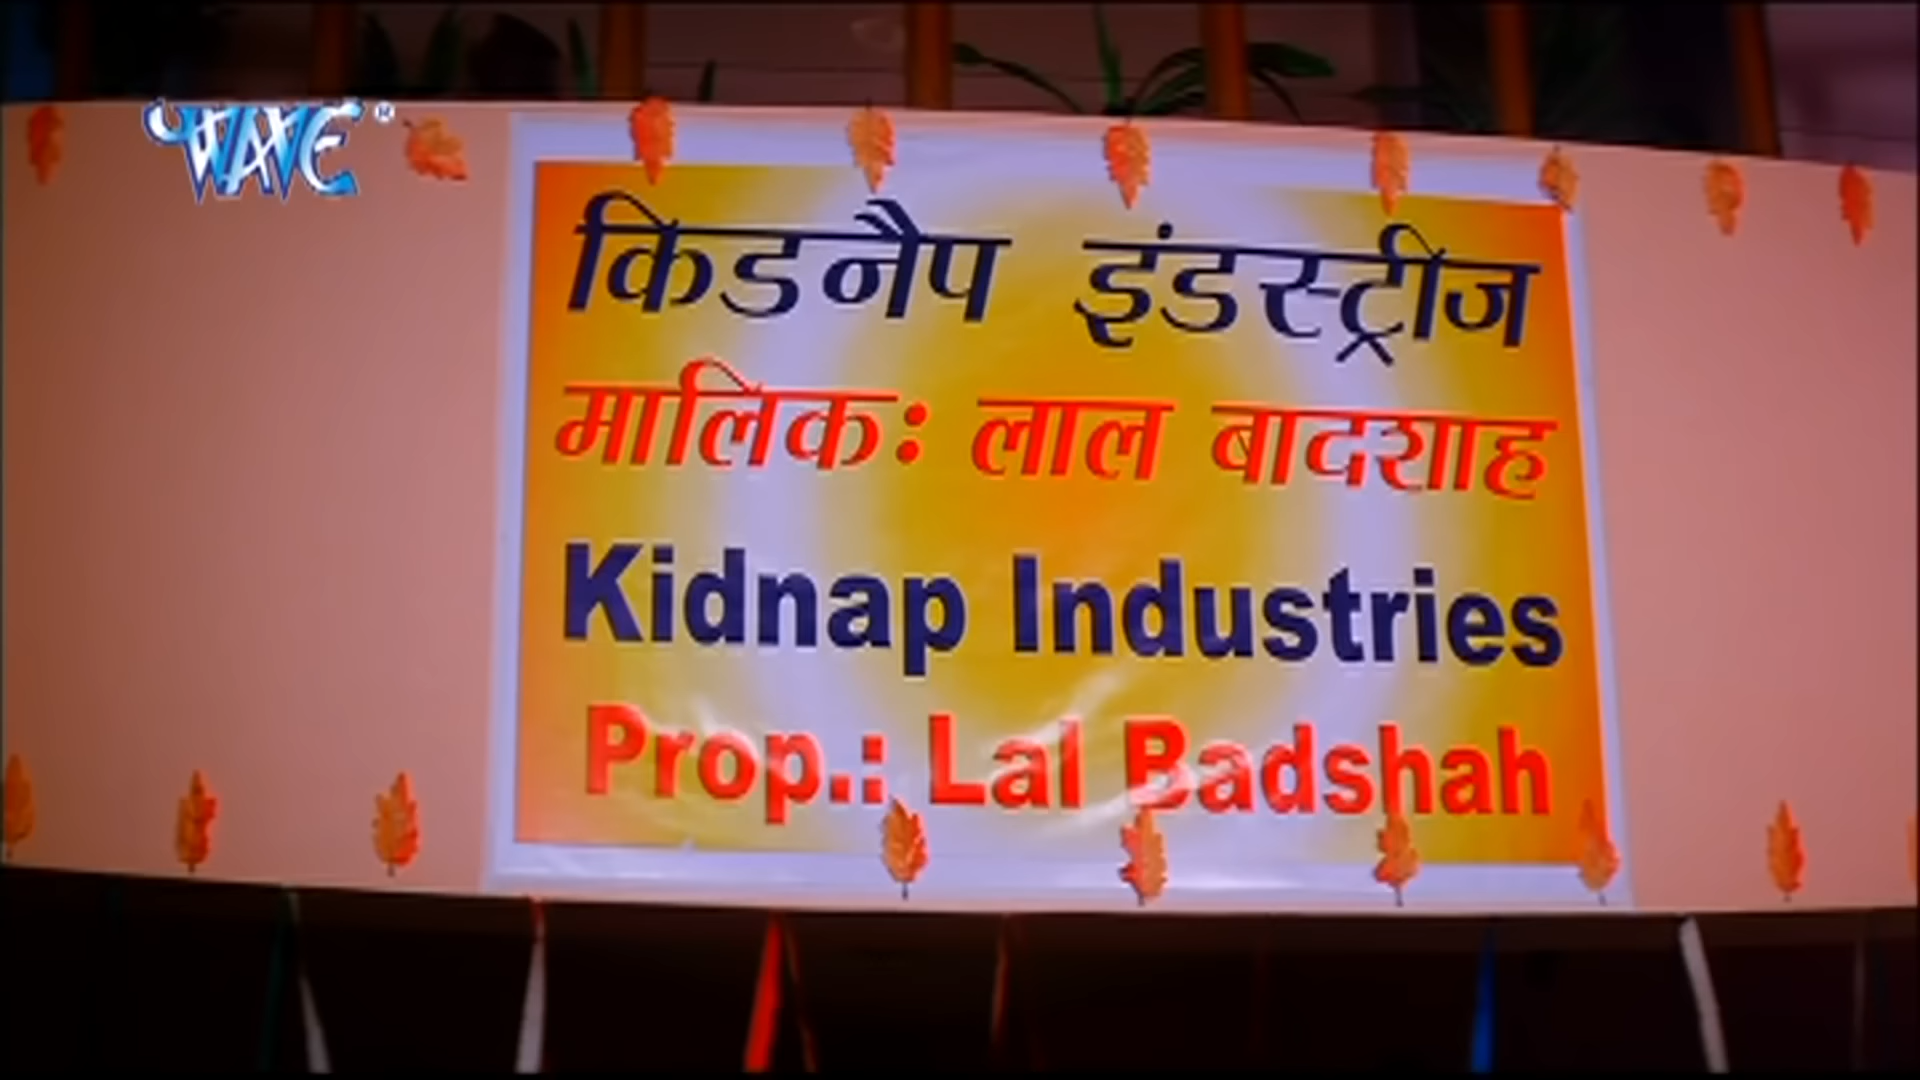 WAVE ®
किडनैप इंडस्ट्रीज
मालिक: लाल बादशाह
Kidnap Industries
Prop.: Lal Badshah